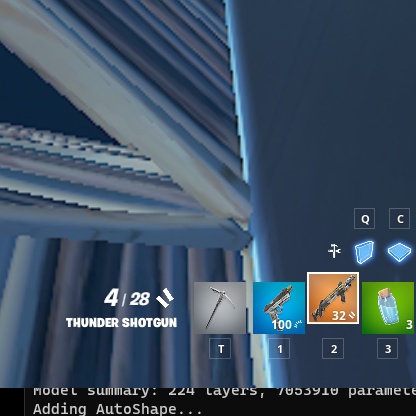 Q C
4 | 28
THUNDER SHOTGUN
100 32 3
T 1 2 3
Model summary: 224 layers, 7053910 paramete
Adding AutoShape...